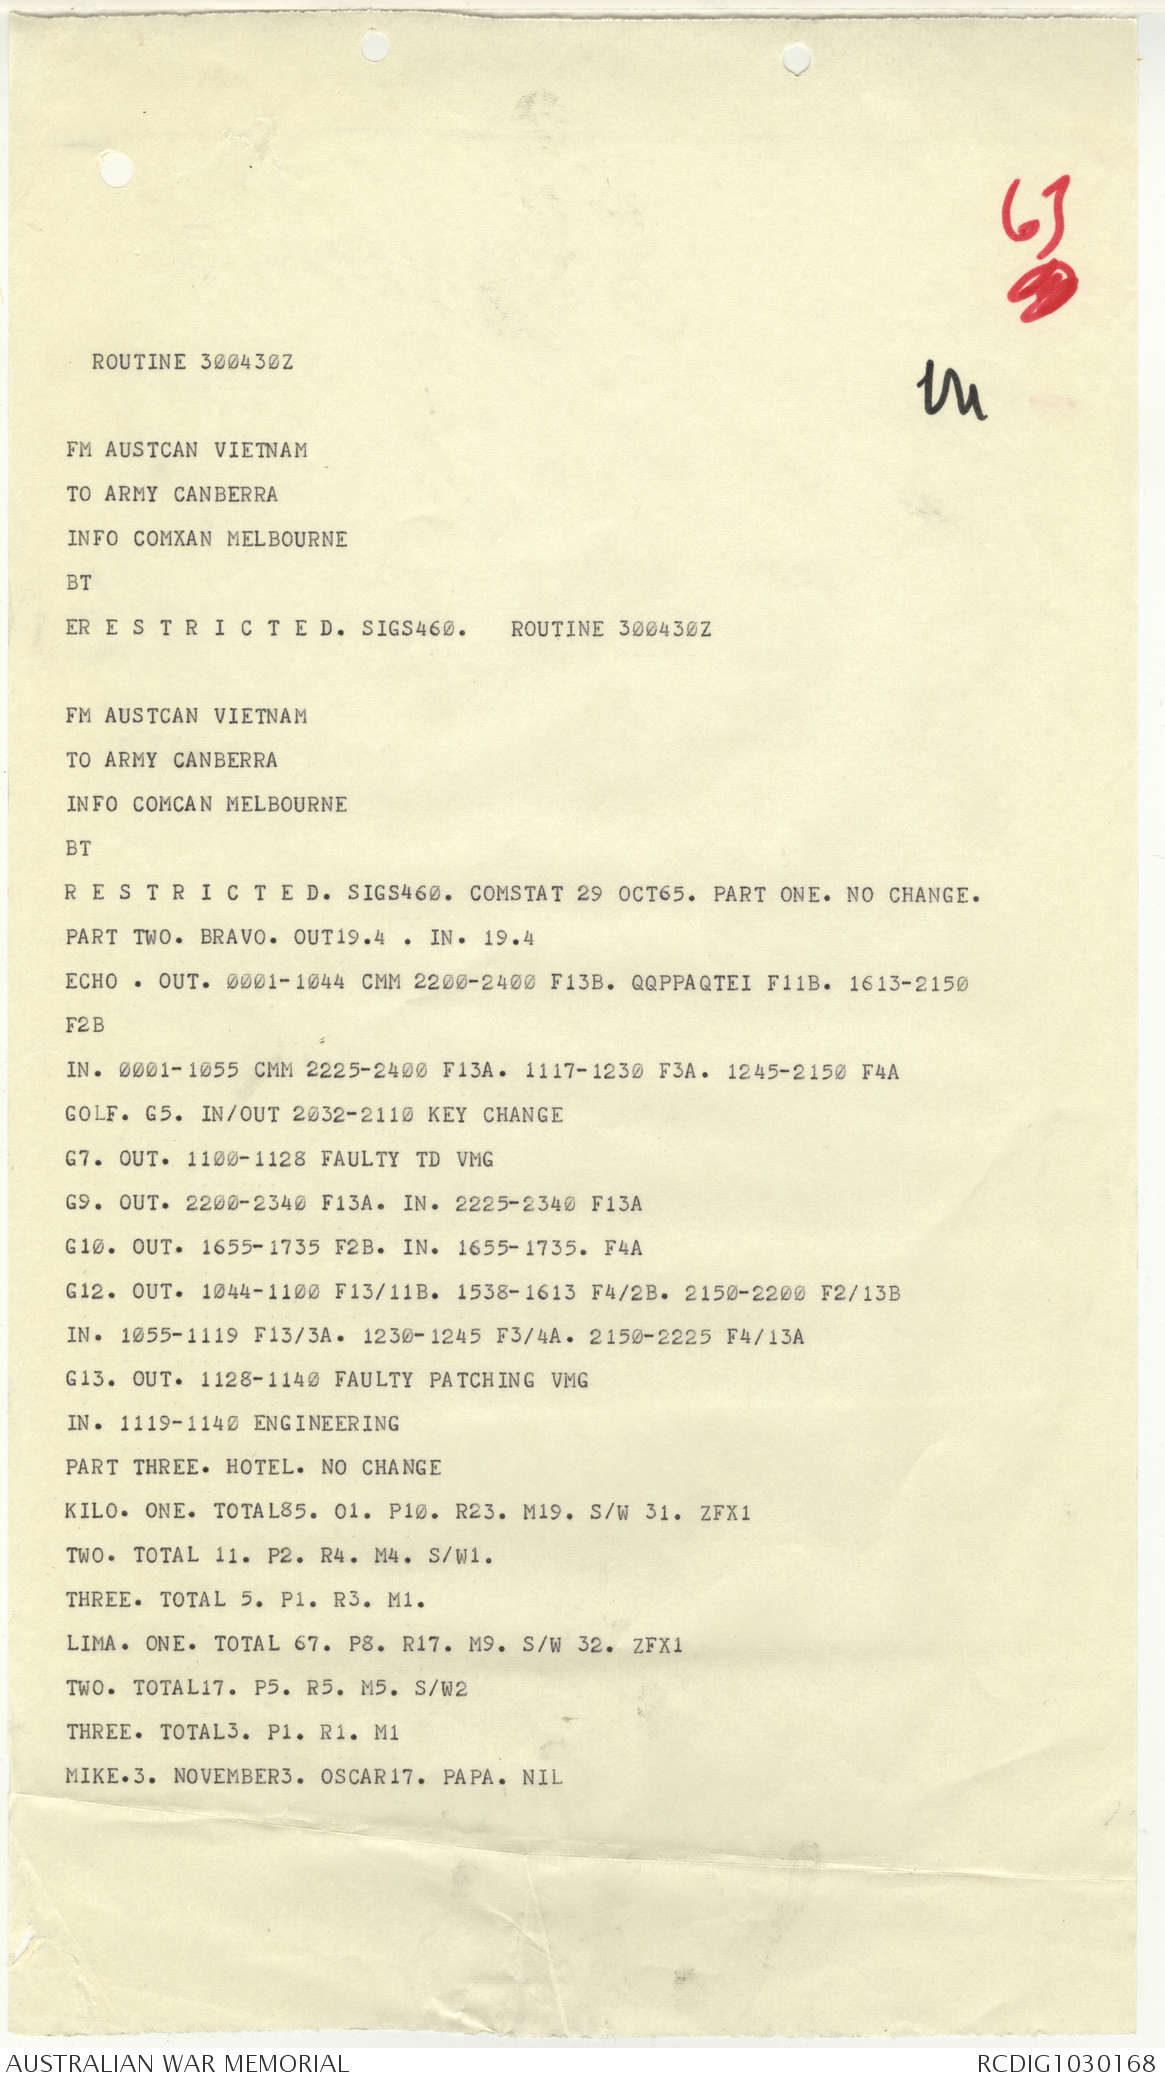 63
ROUTINE 300430Z
FM AUSTCAN VIETNAM
TO ARMY CANBERRA
INFO COMXAN MELBOURNE
BT
ER E S T R I C T E D. SIGS460. ROUTINE 300430Z
FM AUSTCAN VIETNAM
TO ARMY CANBERRA
INFO COMCAN MELBOURNE
BT
R E S T R I C T E D. SIGS460. COMSTAT 29 OCT65. PART ONE. NO CHANGE.
PART TWO. BRAVO. OUT19.4 . IN. 19.4
ECHO . OUT. 0001-1044 CMM 2200-2400 F13B. QQPPAQTEI F11B. 1613-2150
F2B
IN. 0001-1055 CMM 2225-2400 F13A. 1117-1230 F3A. 1245-2150 F4A
GOLF. G5. IN/OUT 2032-2110 KEY CHANGE
G7. OUT. 1100-1128 FAULTY TD VMG
G9. OUT. 2200-2340 F13A. IN. 2225-2340 F13A
G10. OUT. 1655-1735 F2B. IN. 1655-1735. F4A
G12. OUT. 1044-1100 F13/11B. 1538-1613 F4/2B. 2150-2200 F2/13B
IN. 1055-1119 F13/3A. 1230-1245 F3/4A. 2150-2225 F4/13A
G13. OUT. 1128-1140 FAULTY PATCHING VMG
IN. 1119-1140 ENGINEERING
PART THREE. HOTEL. NO CHANGE
KILO. ONE. TOTAL85. O1. P10. R23. M19. S/W 31. ZFX1
TWO. TOTAL 11. P2. R4. M4. S/W1.
THREE. TOTAL 5. P1. R3. M1.
LIMA. ONE. TOTAL 67. P8. R17. M9. S/W 32. ZFX1
TWO. TOTAL17. P5. R5. M5. S/W2
THREE. TOTAL3. P1. R1. M1
MIKE.3. NOVEMBER3. OSCAR17. PAPA. NIL
AUSTRALIAN WAR MEMORIAL
RCDIG1030168